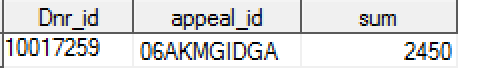 Dnr_id appeal_id sum
10017259 06AKMGIDGA 2450